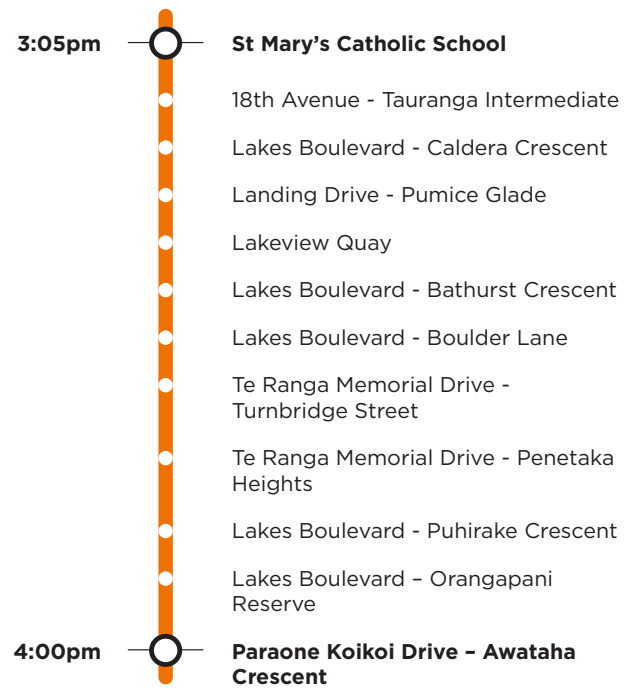 3:05pm St Mary's Catholic School
18th Avenue - Tauranga Intermediate
Lakes Boulevard - Caldera Crescent
Landing Drive - Pumice Glade
Lakeview Quay
Lakes Boulevard - Bathurst Crescent
Lakes Boulevard - Boulder Lane
Te Ranga Memorial Drive -
Turnbridge Street
Te Ranga Memorial Drive - Penetaka
Heights
Lakes Boulevard - Puhirake Crescent
Lakes Boulevard – Orangapani
Reserve
4:00pm Paraone Koikoi Drive – Awataha
Crescent